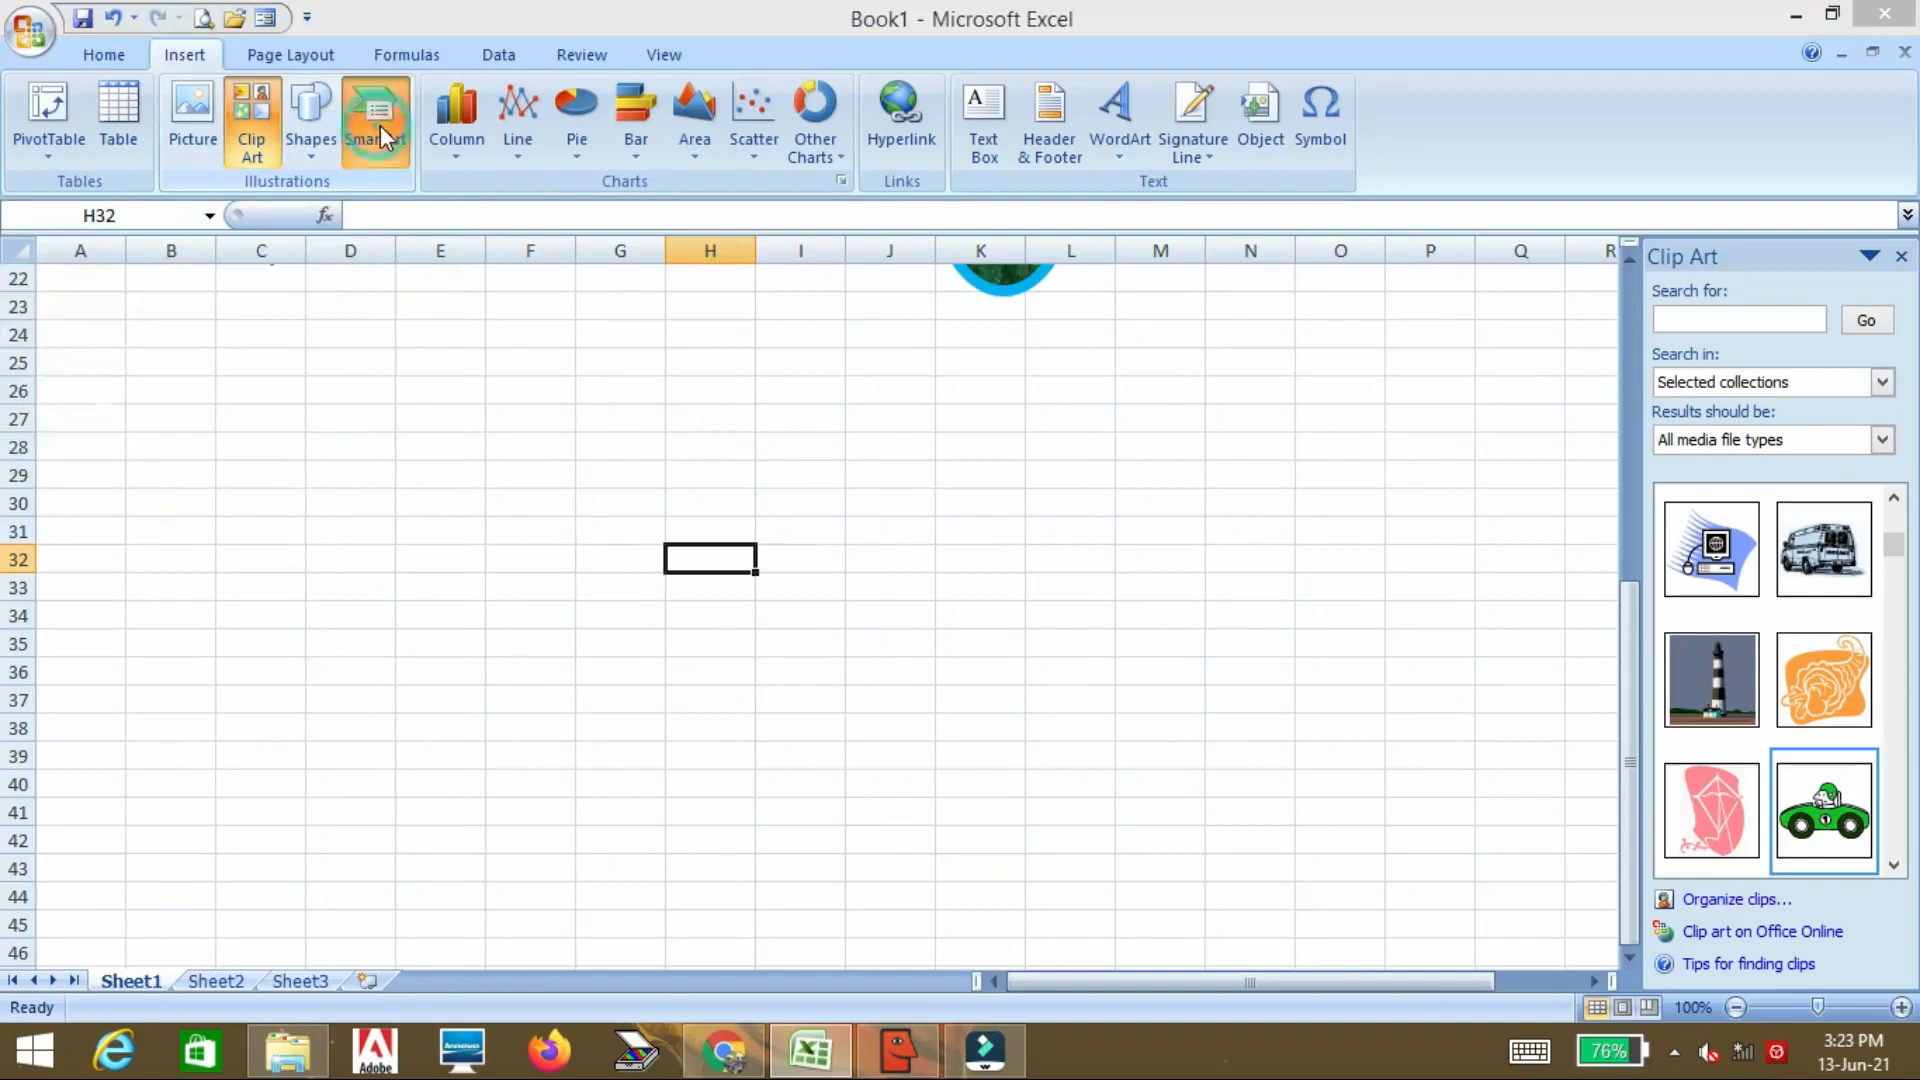 Book1 - Microsoft Excel
Home Insert Page Layout Formulas Data Review View
PivotTable Table Picture Clip Art Shapes Column Line Pie Bar Area Scatter Other Charts Hyperlink Text Box Header & Footer WordArt Signature Line Object Symbol
Tables Illustrations Charts Links Text
H32 fx
A B C D E F G H I J K L M N O P Q R
22
23
24
25
26
27
28
29
30
31
32
33
34
35
36
37
38
39
40
41
42
43
44
45
46
Clip Art
Search for:
Go
Search in:
Selected collections
Results should be:
All media file types
Organize clips...
Clip art on Office Online
Tips for finding clips
Sheet1 Sheet2 Sheet3
Ready 100%
Adobe lenovo 76% 3:23 PM
13-Jun-21